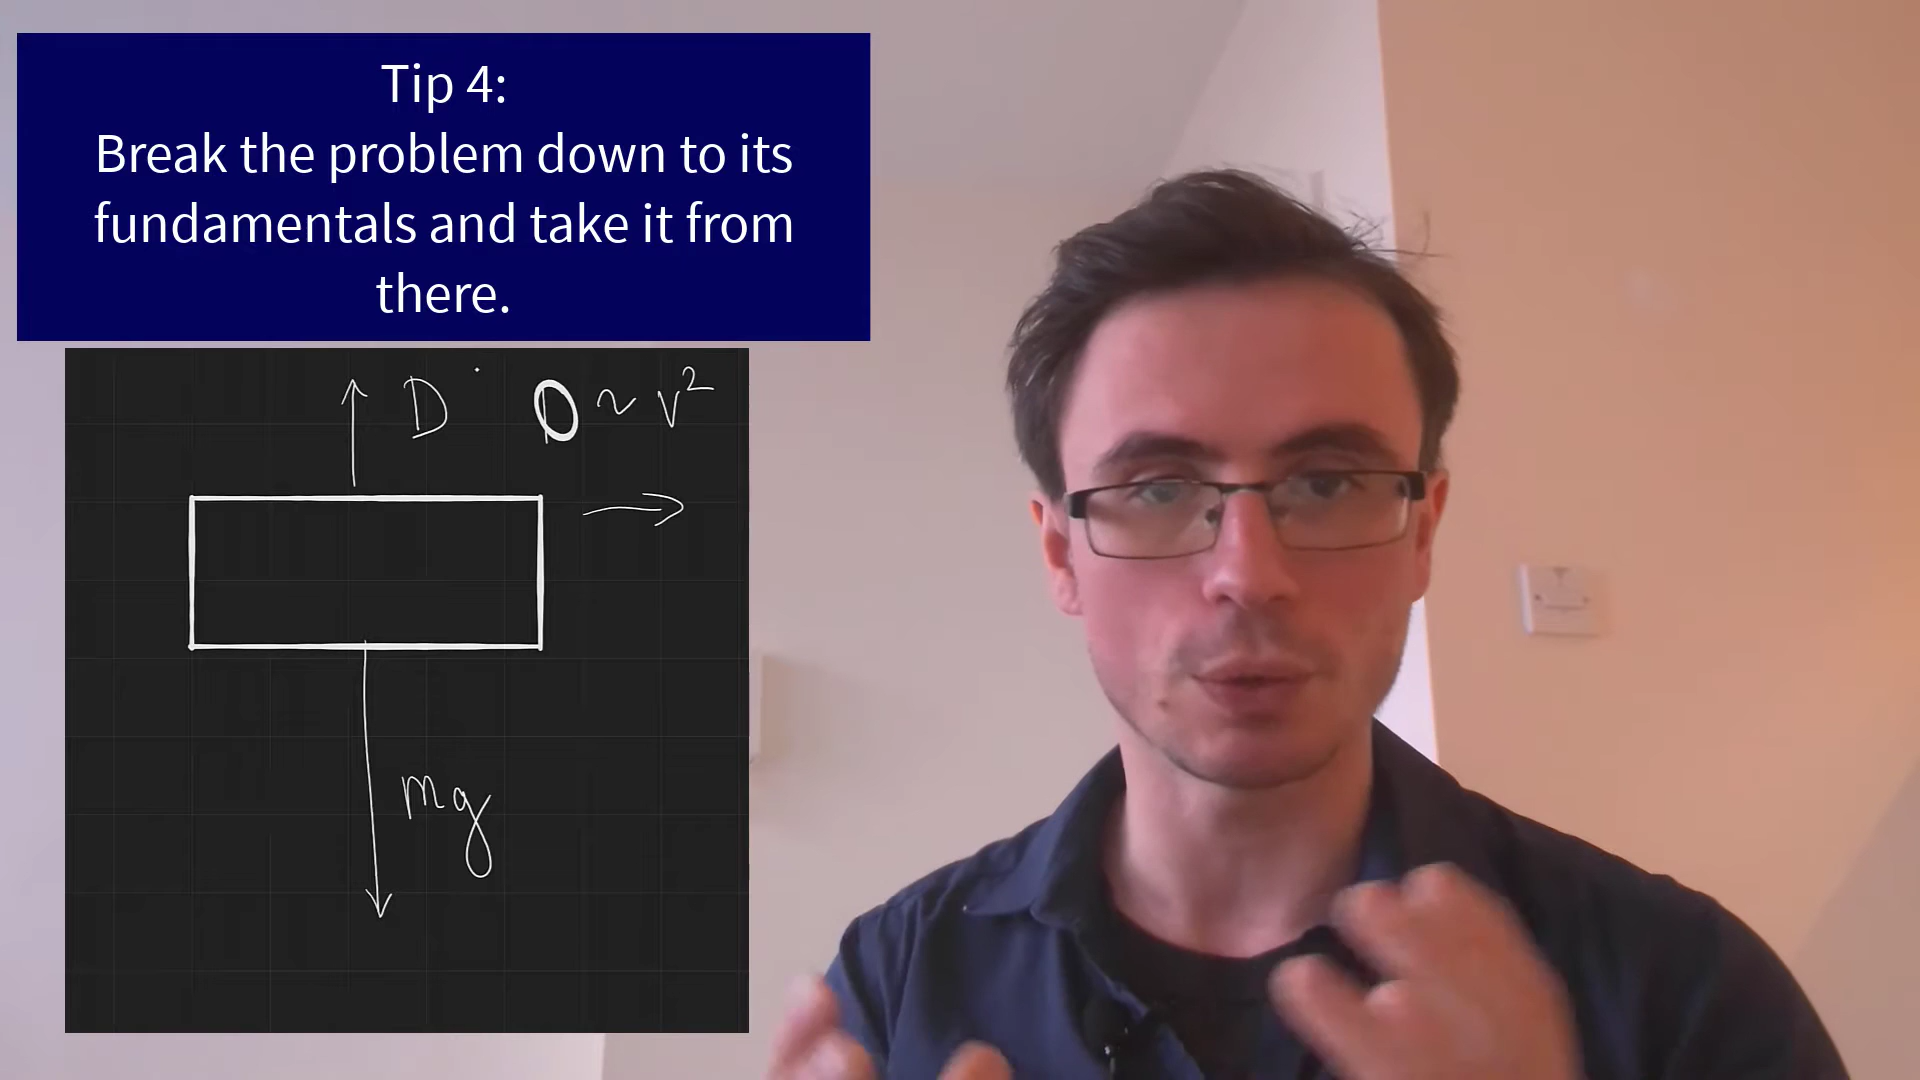 Tip 4:
Break the problem down to its
fundamentals and take it from
there.
D D ~ v²
mg